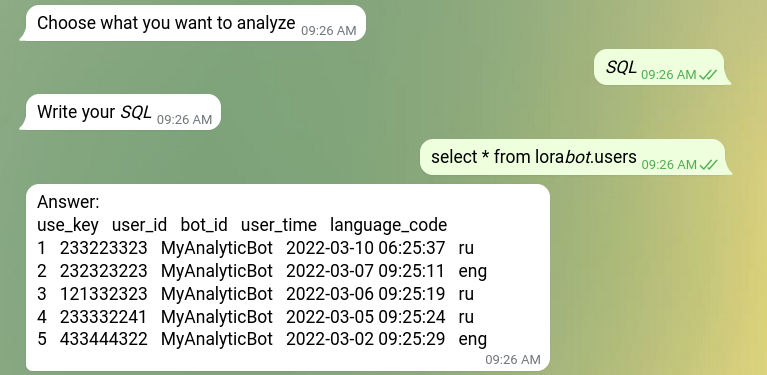 Choose what you want to analyze 09:26 AM
SQL 09:26 AM
Write your SQL 09:26 AM
select * from lorabot.users 09:26 AM
Answer:
use_key user_id bot_id user_time language_code
1 233223323 MyAnalyticBot 2022-03-10 06:25:37 ru
2 232323223 MyAnalyticBot 2022-03-07 09:25:11 eng
3 121332323 MyAnalyticBot 2022-03-06 09:25:19 ru
4 233332241 MyAnalyticBot 2022-03-05 09:25:24 ru
5 433444322 MyAnalyticBot 2022-03-02 09:25:29 eng
09:26 AM